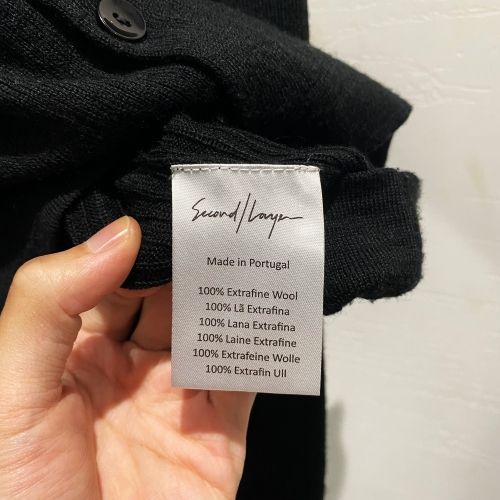 Second/Layer
Made in Portugal
100% Extrafine Wool
100% Lã Extrafina
100% Lana Extrafina
100% Laine Extrafine
100% Extrafeine Wolle
100% Extrafin Ull